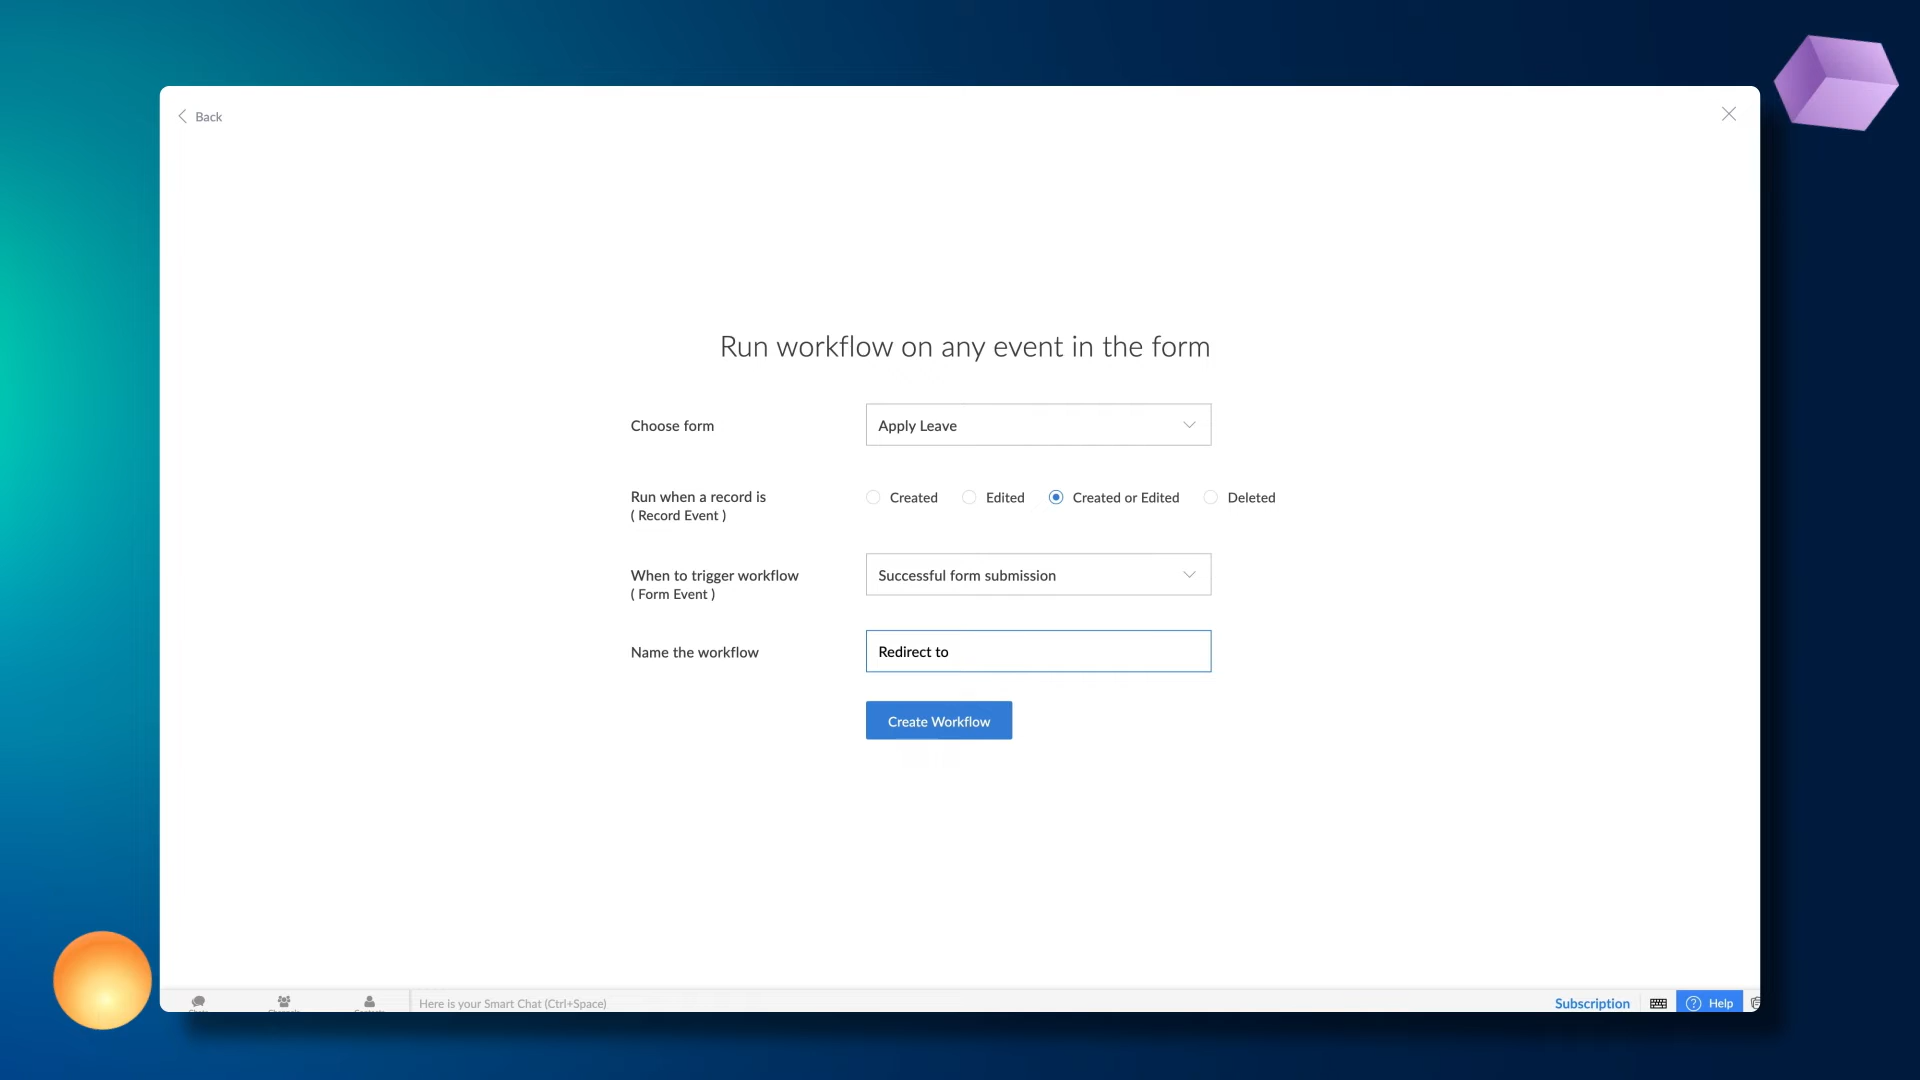 Back
Run workflow on any event in the form
Choose form
Apply Leave
Run when a record is
( Record Event )
Created
Edited
Created or Edited
Deleted
When to trigger workflow
( Form Event )
Successful form submission
Name the workflow
Redirect to
Create Workflow
Here is your Smart Chat (Ctrl+Space)
Subscription
Help